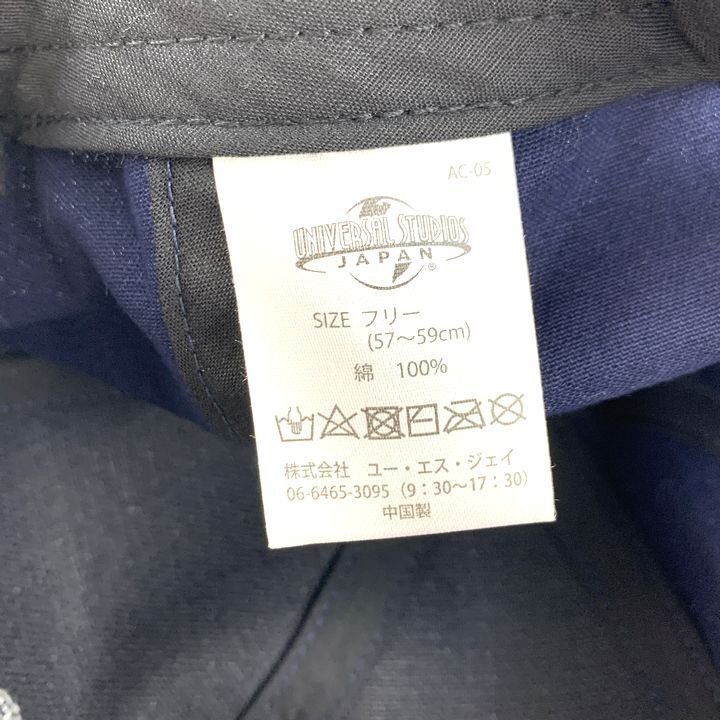 AC-05
UNIVERSAL STUDIOS
JAPAN
©
SIZE フリー
(57～59cm)
綿 100%
株式会社 ユー・エス・ジェイ
06-6465-3095（9：30～17：30）
中国製